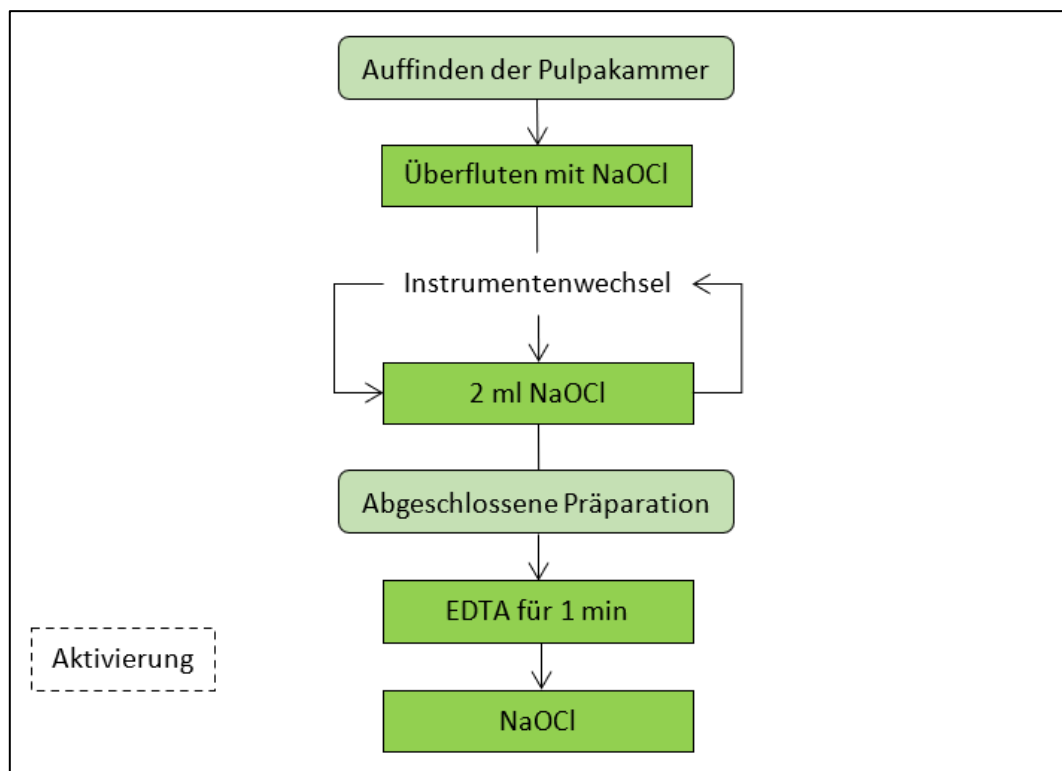 Auffinden der Pulpakammer
Überfluten mit NaOCl
Instrumentenwechsel
2 ml NaOCl
Abgeschlossene Präparation
EDTA für 1 min
Aktivierung
NaOCl